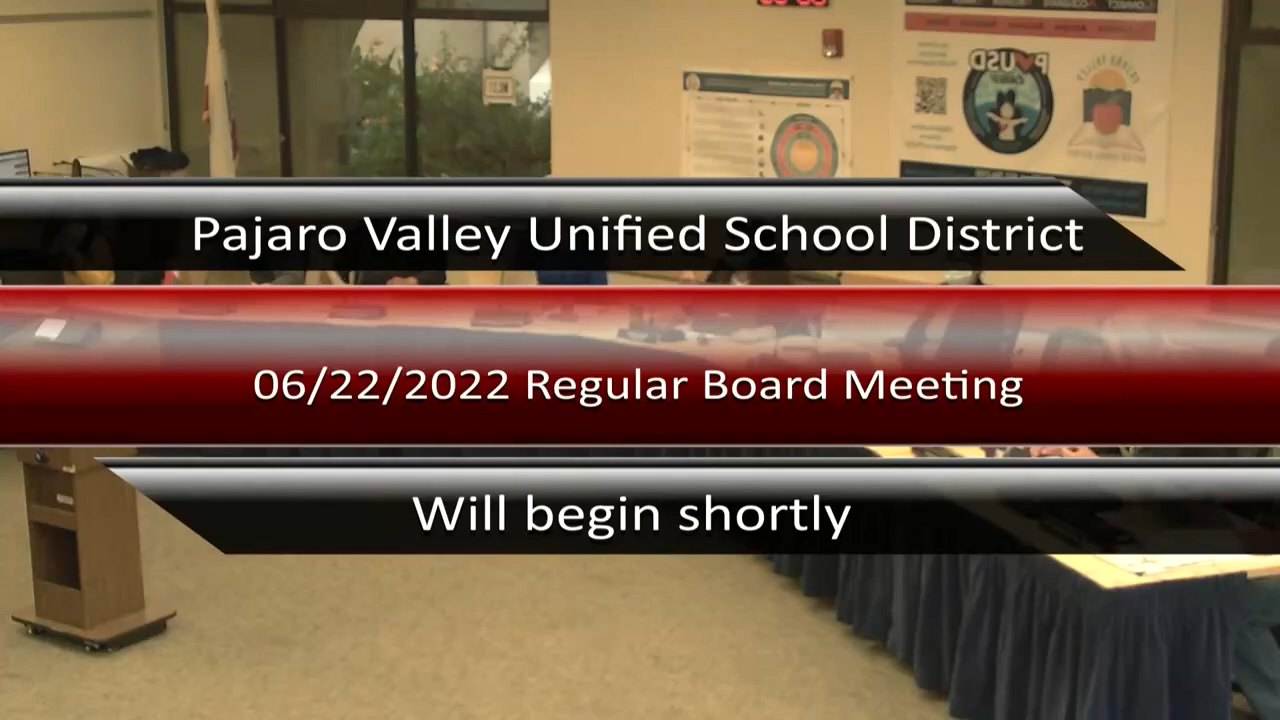 PVUSD
Pajaro Valley Unified School District
06/22/2022 Regular Board Meeting
Will begin shortly